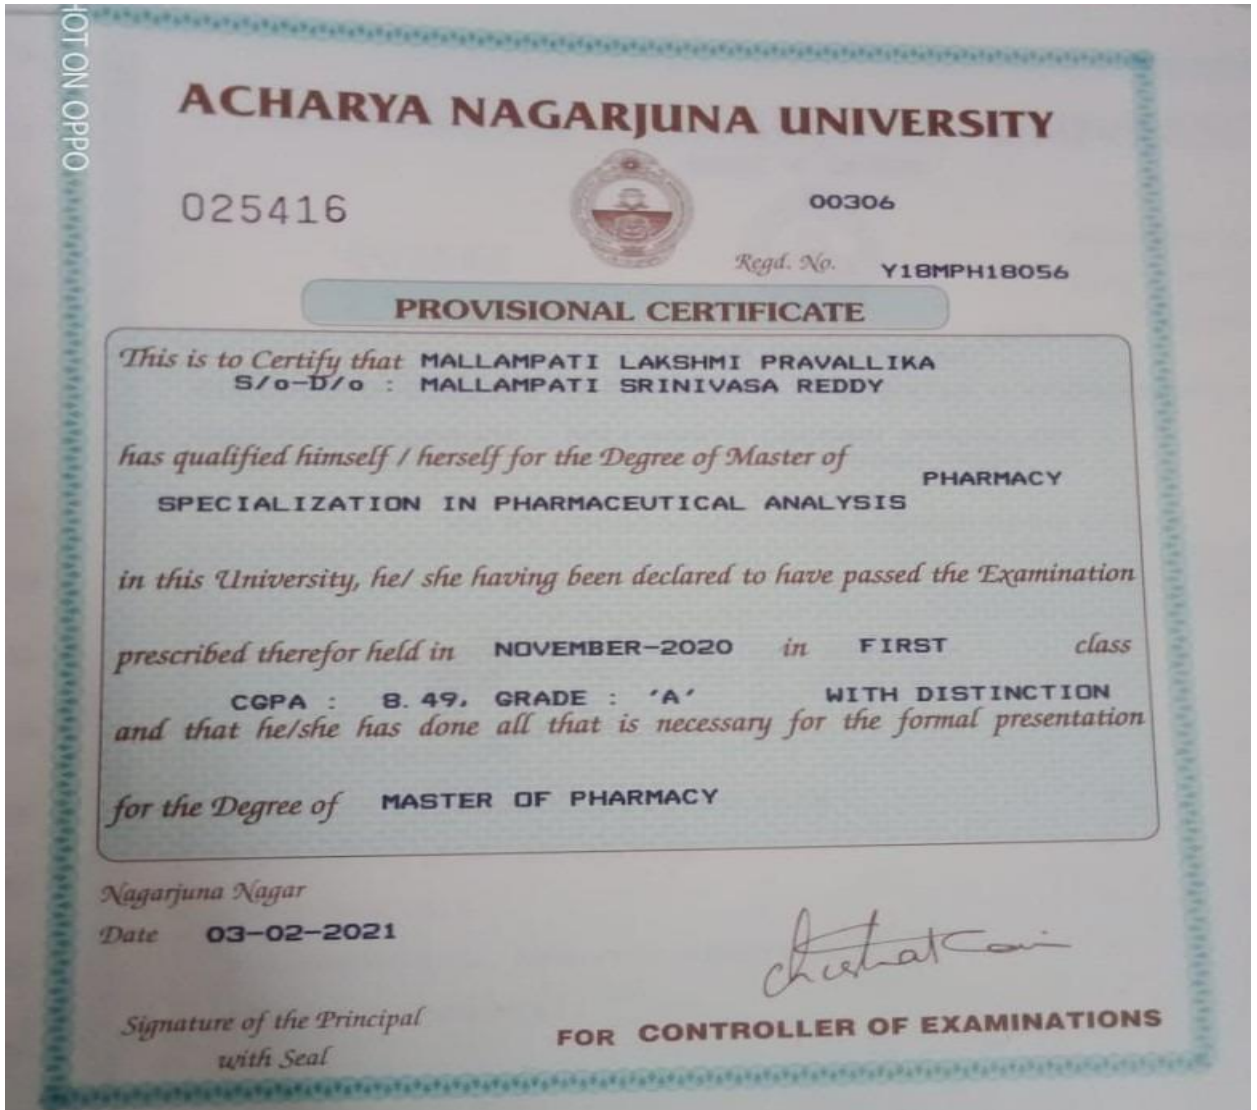 SHOT ON OPPO
ACHARYA NAGARJUNA UNIVERSITY
025416
00306
Regd. No. Y18MPH18056
PROVISIONAL CERTIFICATE
This is to Certify that MALLAMPATI LAKSHMI PRAVALLIKA
S/o-D/o : MALLAMPATI SRINIVASA REDDY
has qualified himself / herself for the Degree of Master of PHARMACY
SPECIALIZATION IN PHARMACEUTICAL ANALYSIS
in this University, he/ she having been declared to have passed the Examination
prescribed therefor held in NOVEMBER-2020 in FIRST class
CGPA : 8.49, GRADE : 'A' WITH DISTINCTION
and that he/she has done all that is necessary for the formal presentation
for the Degree of MASTER OF PHARMACY
Nagarjuna Nagar
Date 03-02-2021
Signature of the Principal
with Seal
FOR CONTROLLER OF EXAMINATIONS